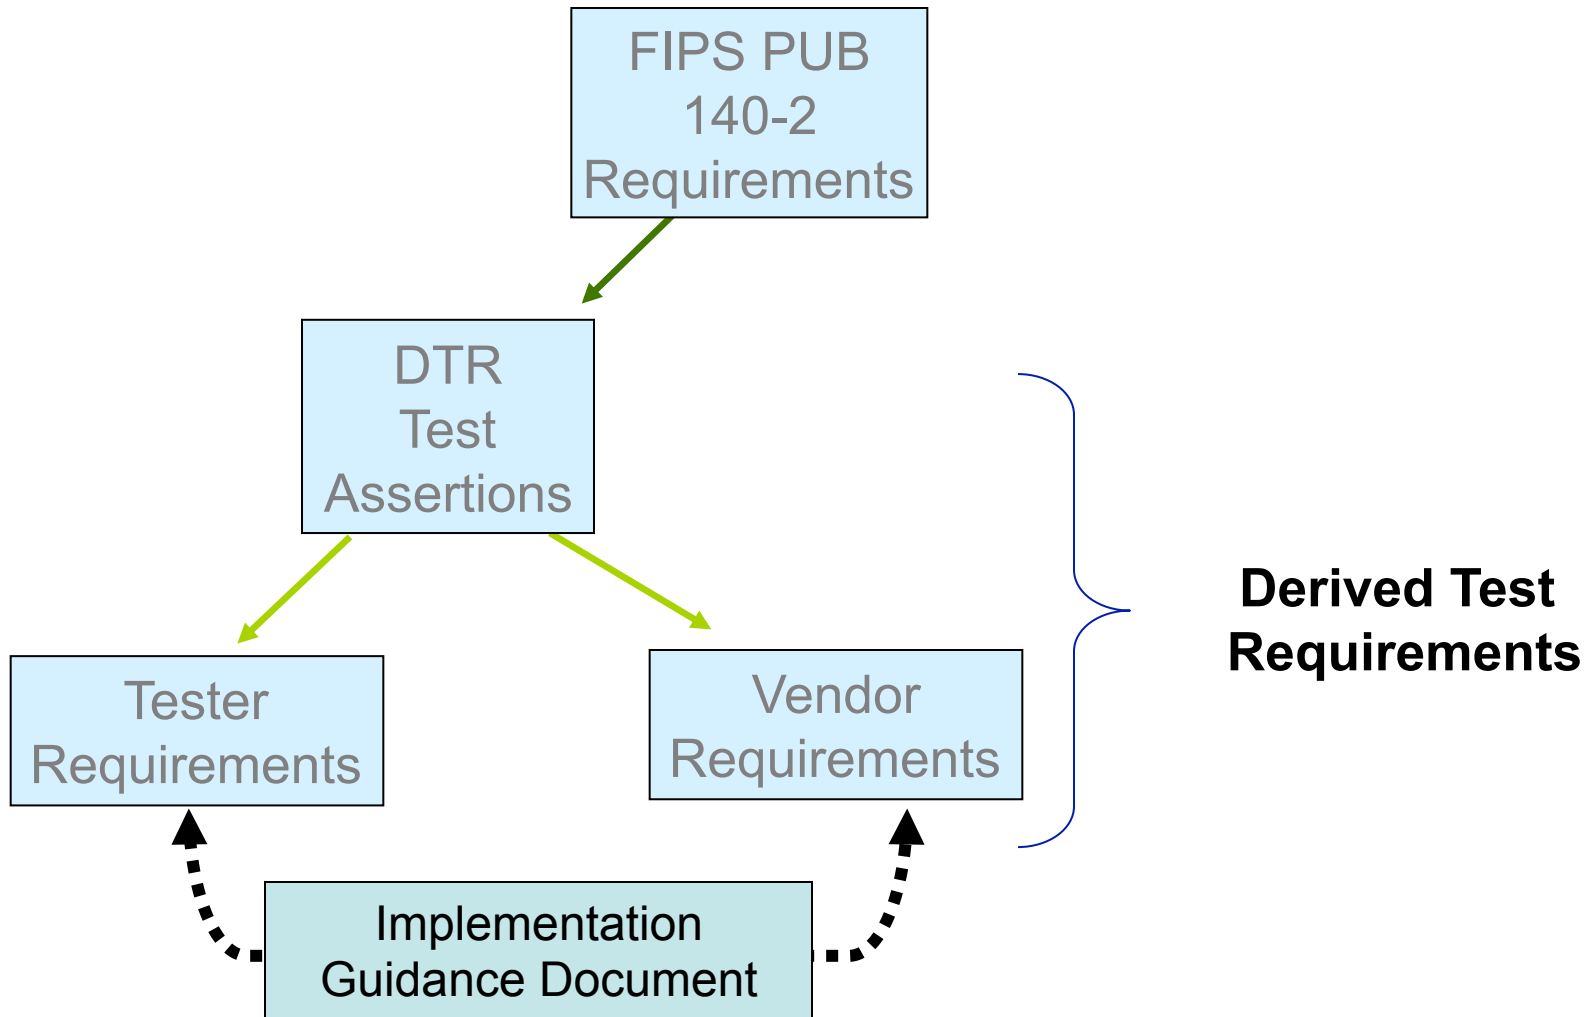 FIPS PUB
140-2
Requirements
DTR
Test
Assertions
Derived Test
Requirements
Tester
Requirements
Vendor
Requirements
Implementation
Guidance Document